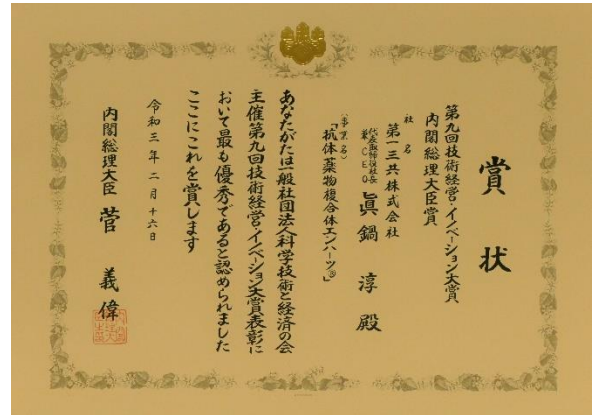 賞状
第九回技術経営・イノベーション大賞
内閣総理大臣賞
社名
第一三共株式会社
代表取締役社長
兼CEO
眞鍋 淳 殿
(事業名)
「抗体薬物複合体エンハーツ®」
あなたがたは一般社団法人科学技術と経済の会
主催第九回技術経営・イノベーション大賞表彰に
おいて最も優秀であると認められました
ここにこれを賞します
令和三年二月十六日
内閣総理大臣 菅 義偉